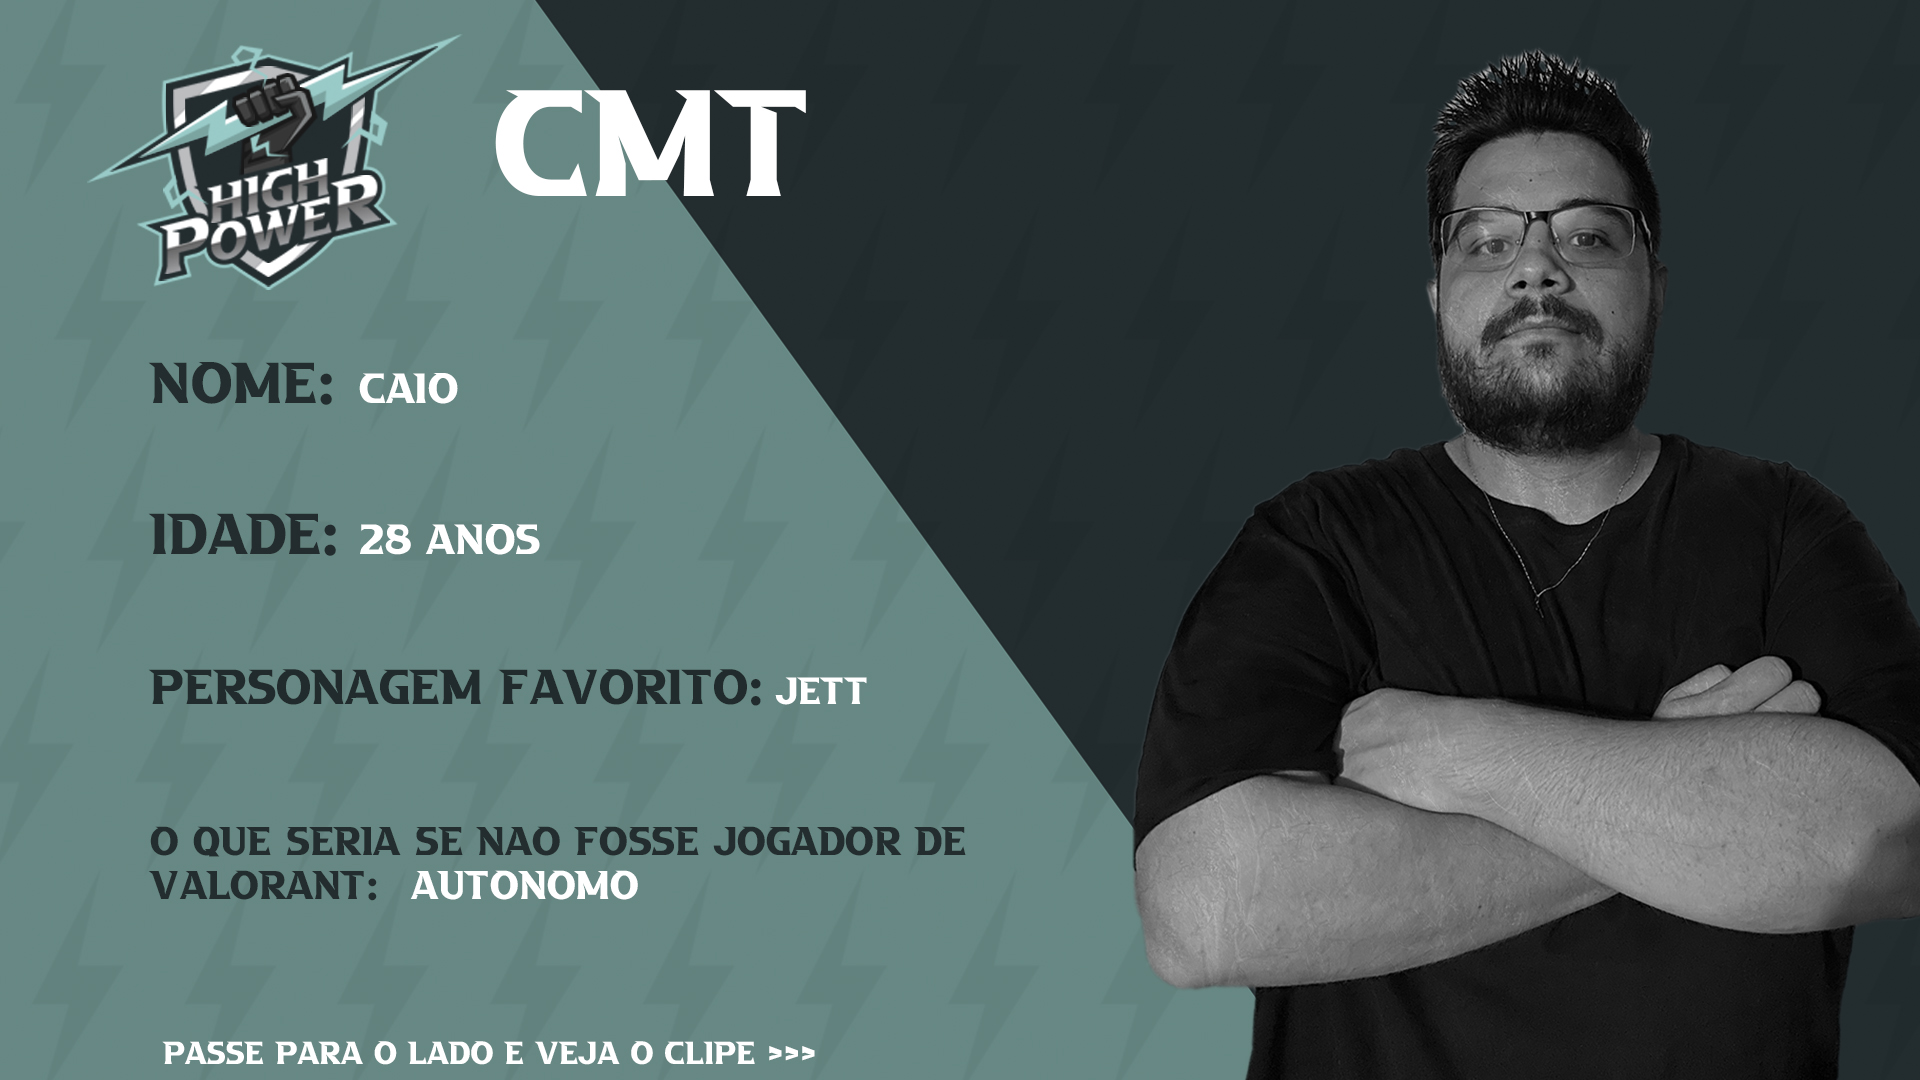 HIGH
POWER
CMT
NOME: CAIO
IDADE: 28 ANOS
PERSONAGEM FAVORITO: JETT
O QUE SERIA SE NAO FOSSE JOGADOR DE
VALORANT: AUTONOMO
PASSE PARA O LADO E VEJA O CLIPE >>>